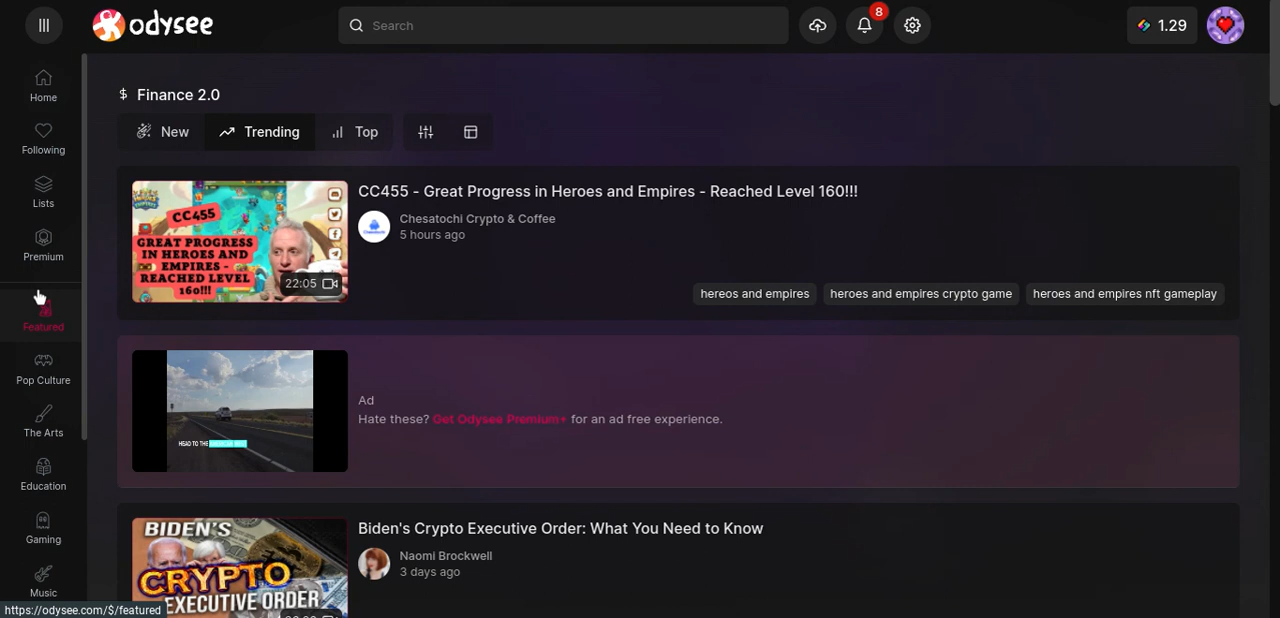 odysee
Search
8
1.29
Home
Following
Lists
Premium
Featured
Pop Culture
The Arts
Education
Gaming
Music
$ Finance 2.0
New
Trending
Top
CC455
GREAT PROGRESS
IN HEROES AND
EMPIRES -
REACHED LEVEL
160!!!
22:05
CC455 - Great Progress in Heroes and Empires - Reached Level 160!!!
Chesatochi Crypto & Coffee
5 hours ago
hereos and empires
heroes and empires crypto game
heroes and empires nft gameplay
HEAD TO THE
Ad
Hate these? Get Odysee Premium+ for an ad free experience.
BIDEN'S
CRYPTO
EXECUTIVE ORDER
Biden's Crypto Executive Order: What You Need to Know
Naomi Brockwell
3 days ago
https://odysee.com/$/featured